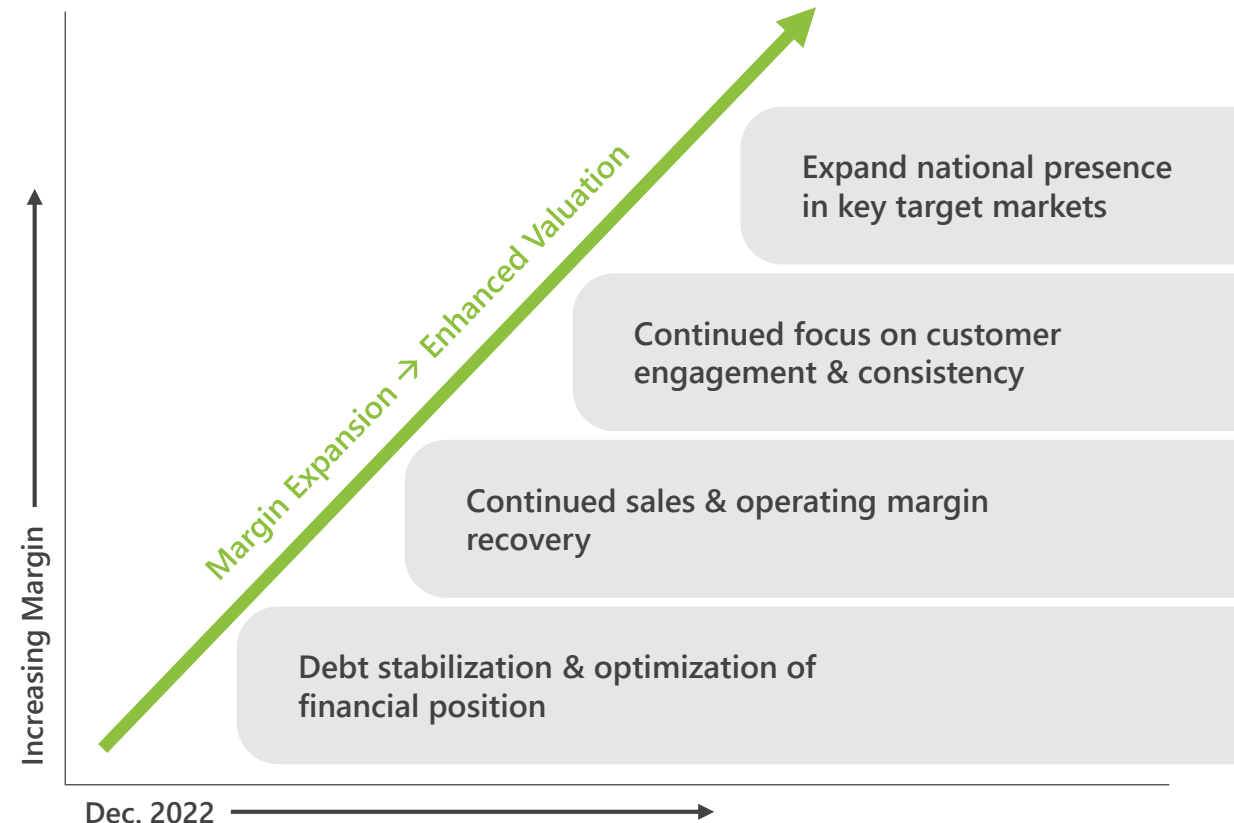 Expand national presence
in key target markets
Margin Expansion → Enhanced Valuation
Continued focus on customer
engagement & consistency
Continued sales & operating margin
recovery
Increasing Margin
Debt stabilization & optimization of
financial position
Dec. 2022